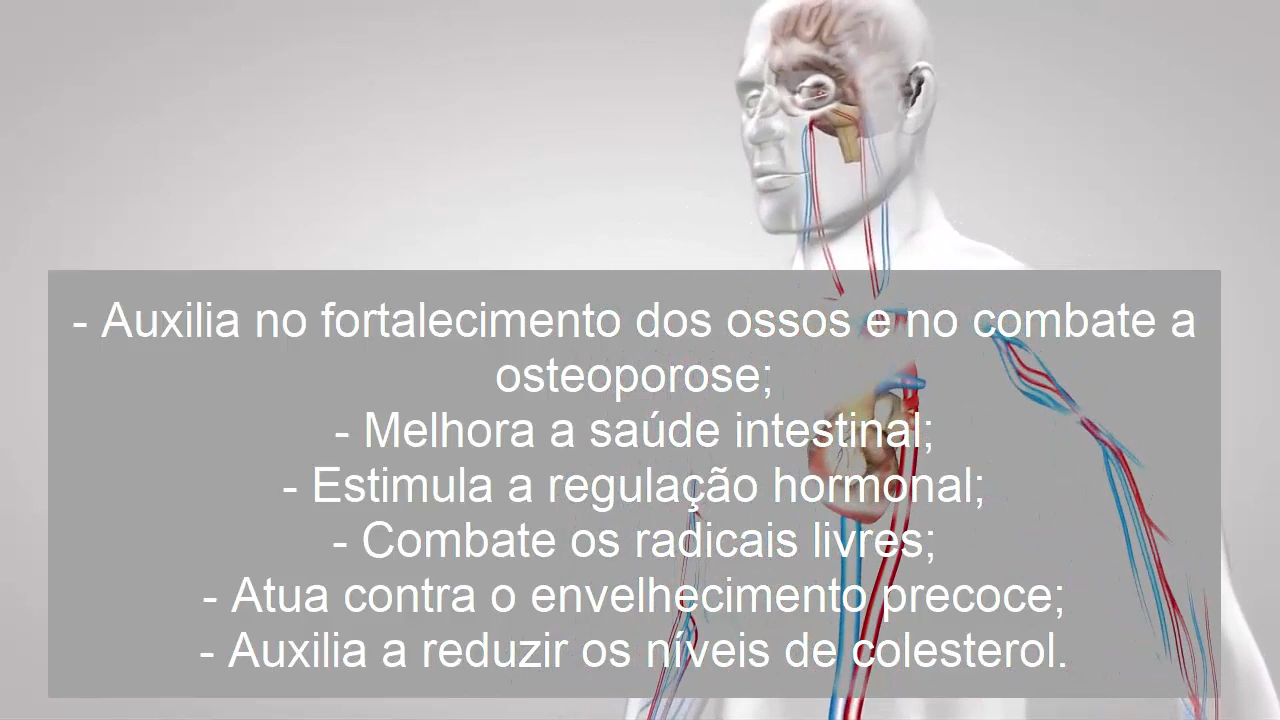 - Auxilia no fortalecimento dos ossos e no combate a
osteoporose;
- Melhora a saúde intestinal;
- Estimula a regulação hormonal;
- Combate os radicais livres;
- Atua contra o envelhecimento precoce;
- Auxilia a reduzir os níveis de colesterol.